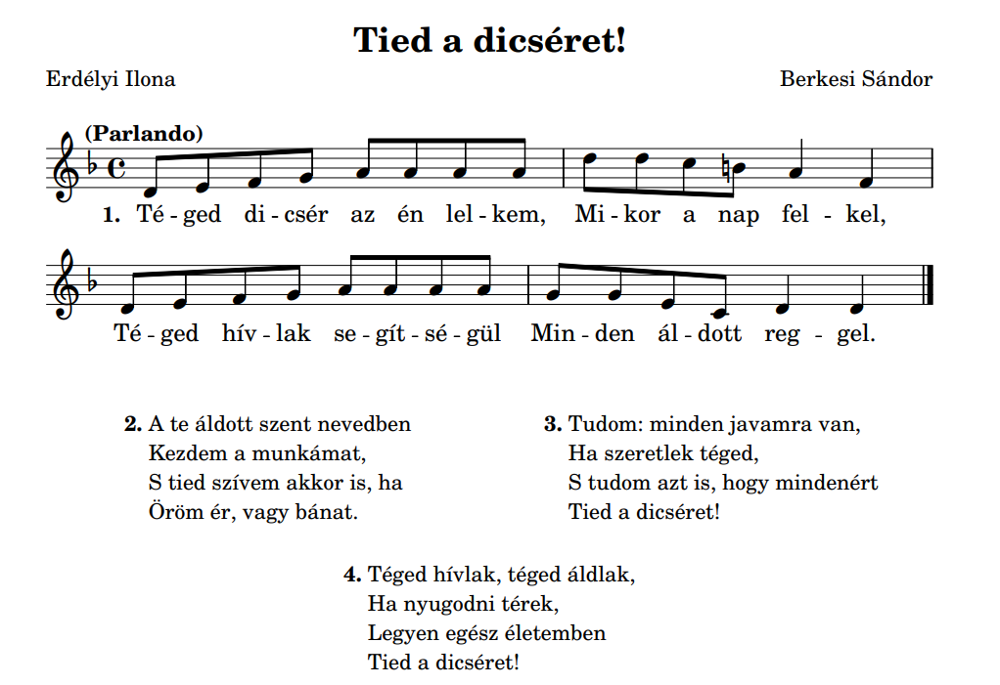 Tied a dicséret!
Erdélyi Ilona
Berkesi Sándor
(Parlando)
1. Té - ged di - csér az én lel - kem, Mi - kor a nap fel - kel,
Té - ged hív - lak se - gít - sé - gül Min - den ál - dott reg - gel.
2. A te áldott szent nevedben
Kezdem a munkámat,
S tied szívem akkor is, ha
Öröm ér, vagy bánat.
3. Tudom: minden javamra van,
Ha szeretlek téged,
S tudom azt is, hogy mindenért
Tied a dicséret!
4. Téged hívlak, téged áldlak,
Ha nyugodni térek,
Legyen egész életemben
Tied a dicséret!